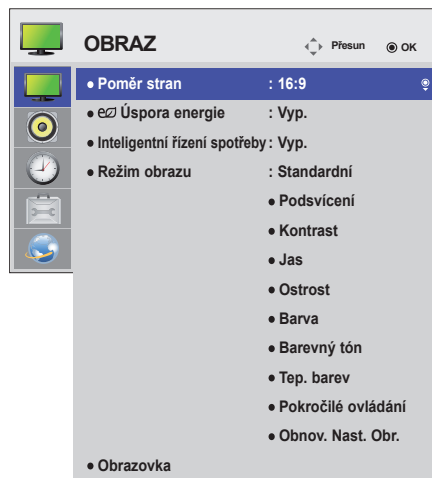 OBRAZ Přesun OK
• Poměr stran : 16:9
• Úspora energie : Vyp.
• Inteligentní řízení spotřeby : Vyp.
• Režim obrazu : Standardní
• Podsvícení
• Kontrast
• Jas
• Ostrost
• Barva
• Barevný tón
• Tep. barev
• Pokročilé ovládání
• Obnov. Nast. Obr.
• Obrazovka